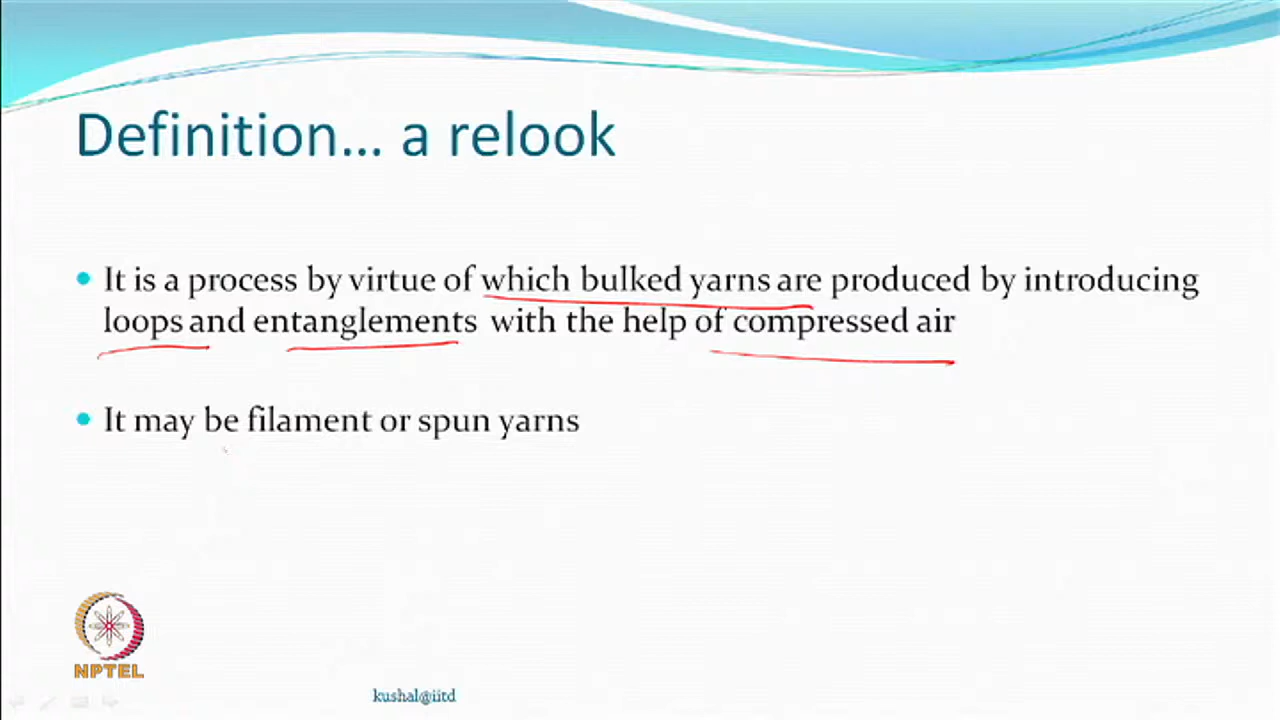 Definition... a relook
It is a process by virtue of which bulked yarns are produced by introducing
loops and entanglements with the help of compressed air
It may be filament or spun yarns
NPTEL
kushal@iitd